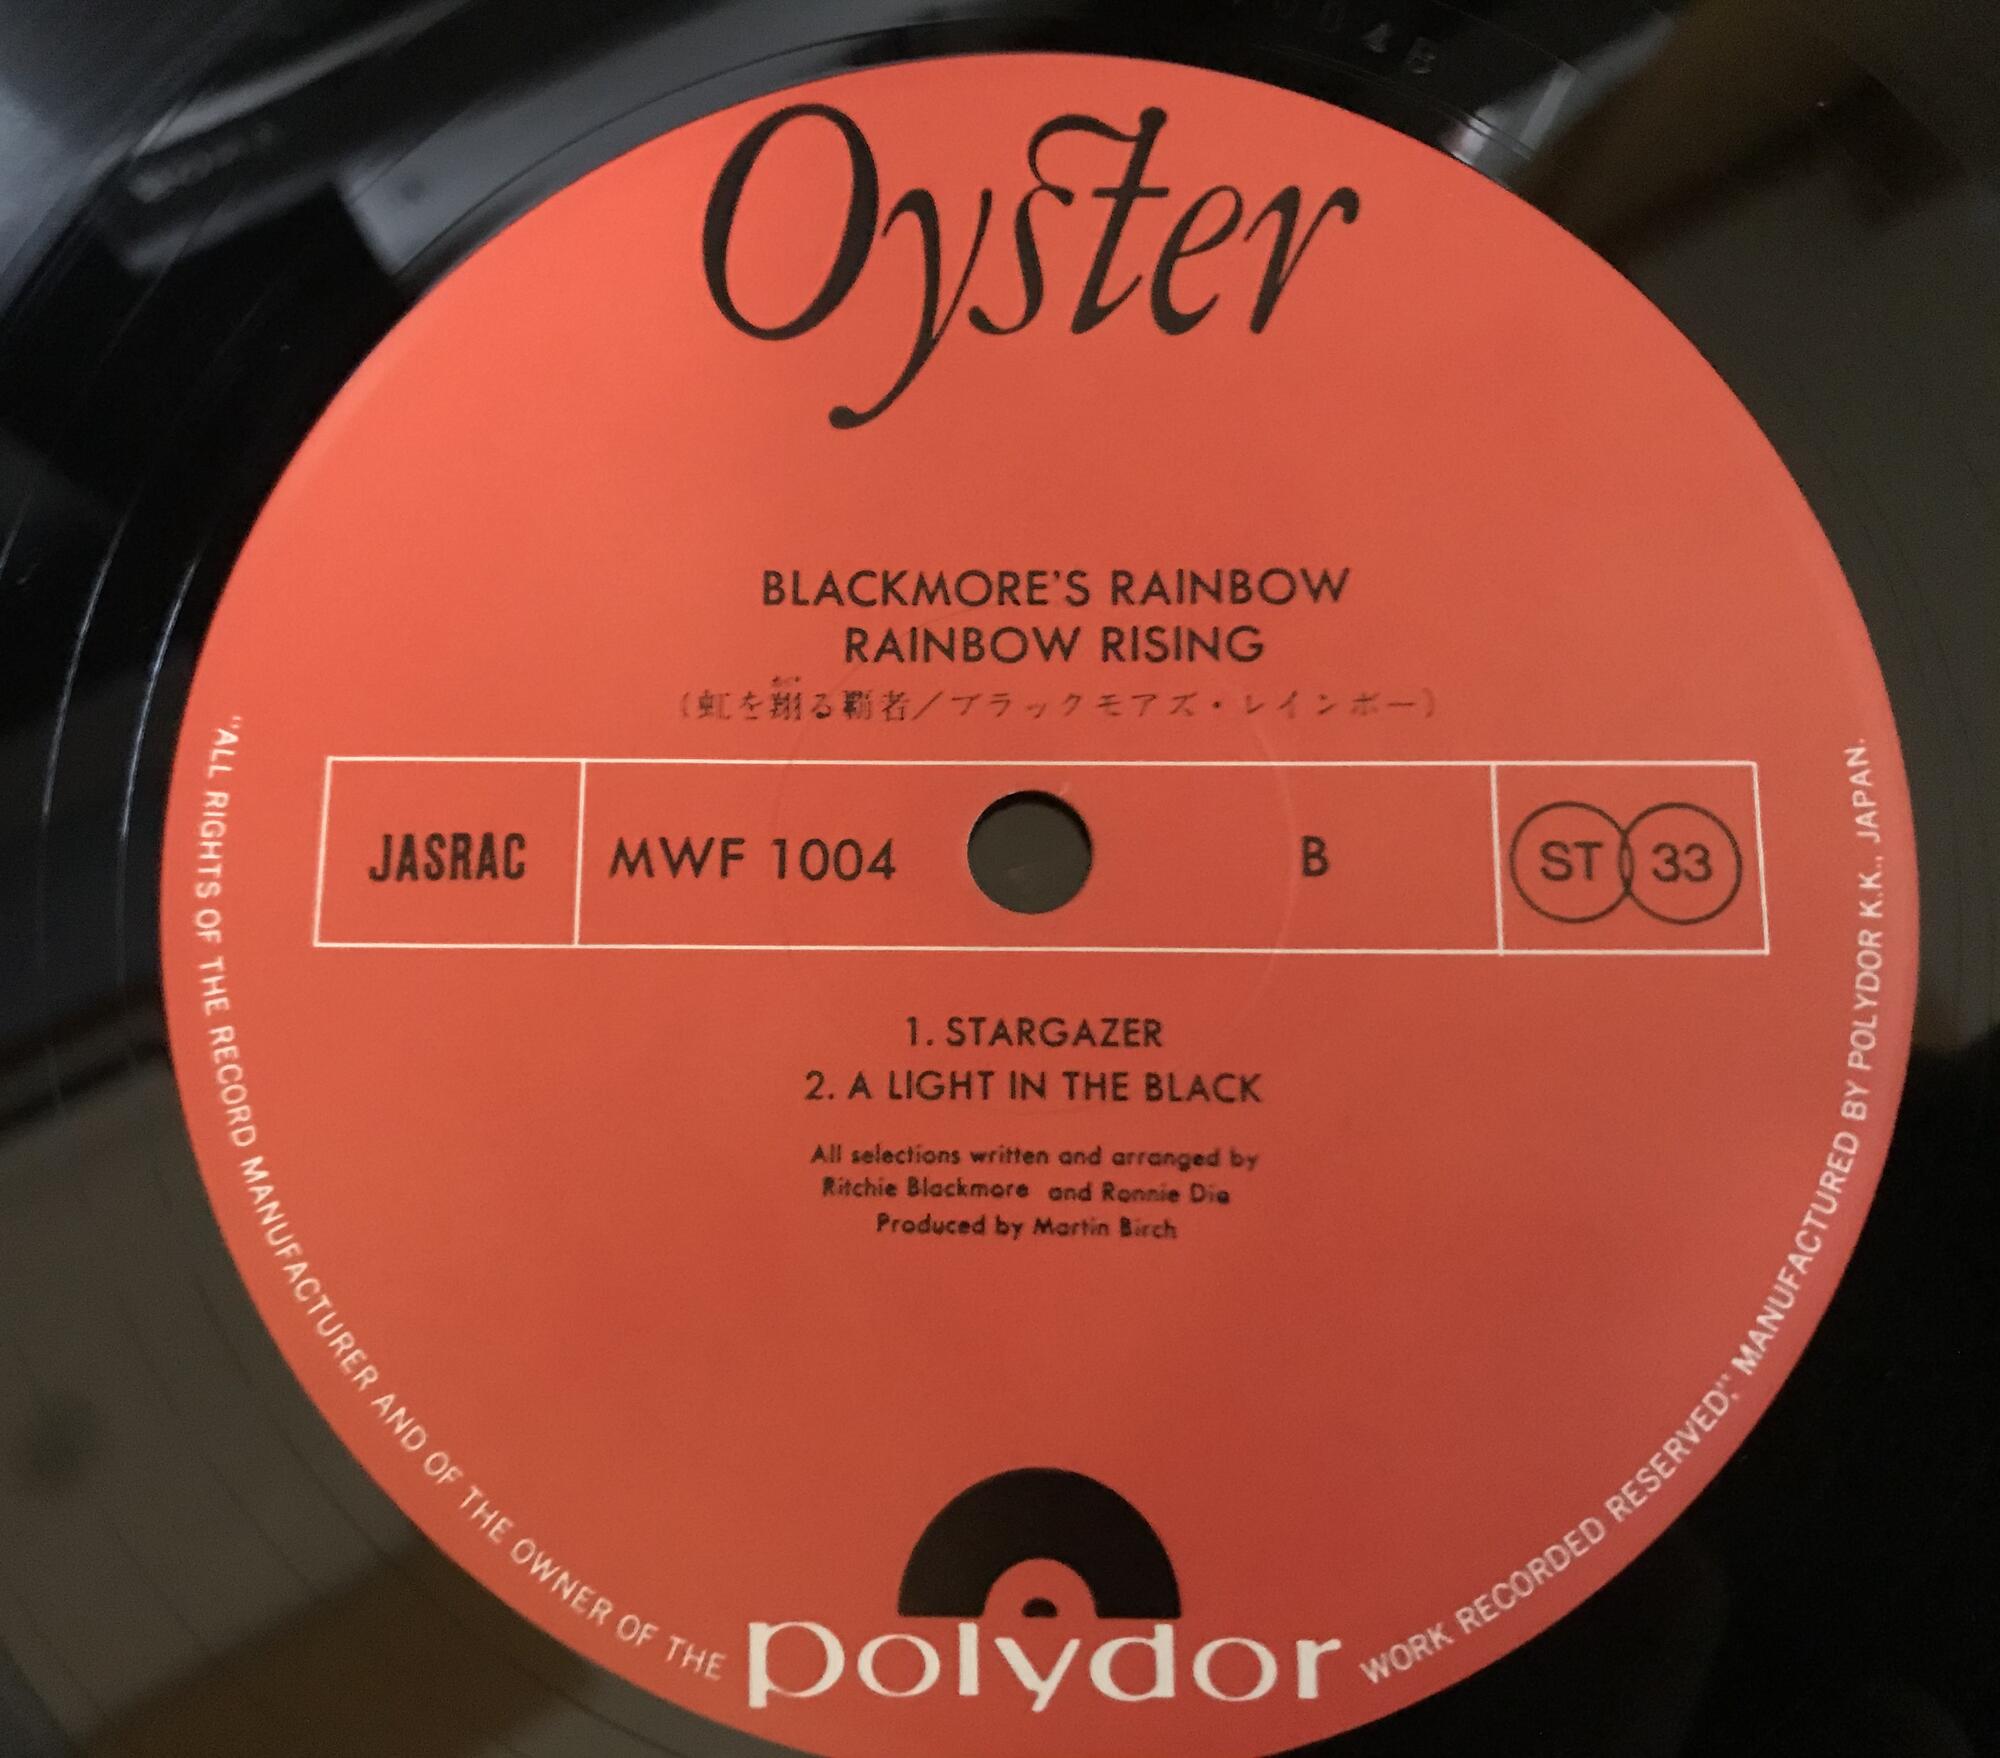 Oyster
BLACKMORE'S RAINBOW
RAINBOW RISING
(虹を翔る覇者/ブラックモアズ・レインボー)
JASRAC
MWF 1004
B
ST 33
1. STARGAZER
2. A LIGHT IN THE BLACK
All selections written and arranged by
Ritchie Blackmore and Ronnie Dio
Produced by Martin Birch
polydor
"ALL RIGHTS OF THE RECORD MANUFACTURER AND OF THE OWNER OF THE WORK RECORDED RESERVED." MANUFACTURED BY POLYDOR K.K., JAPAN.